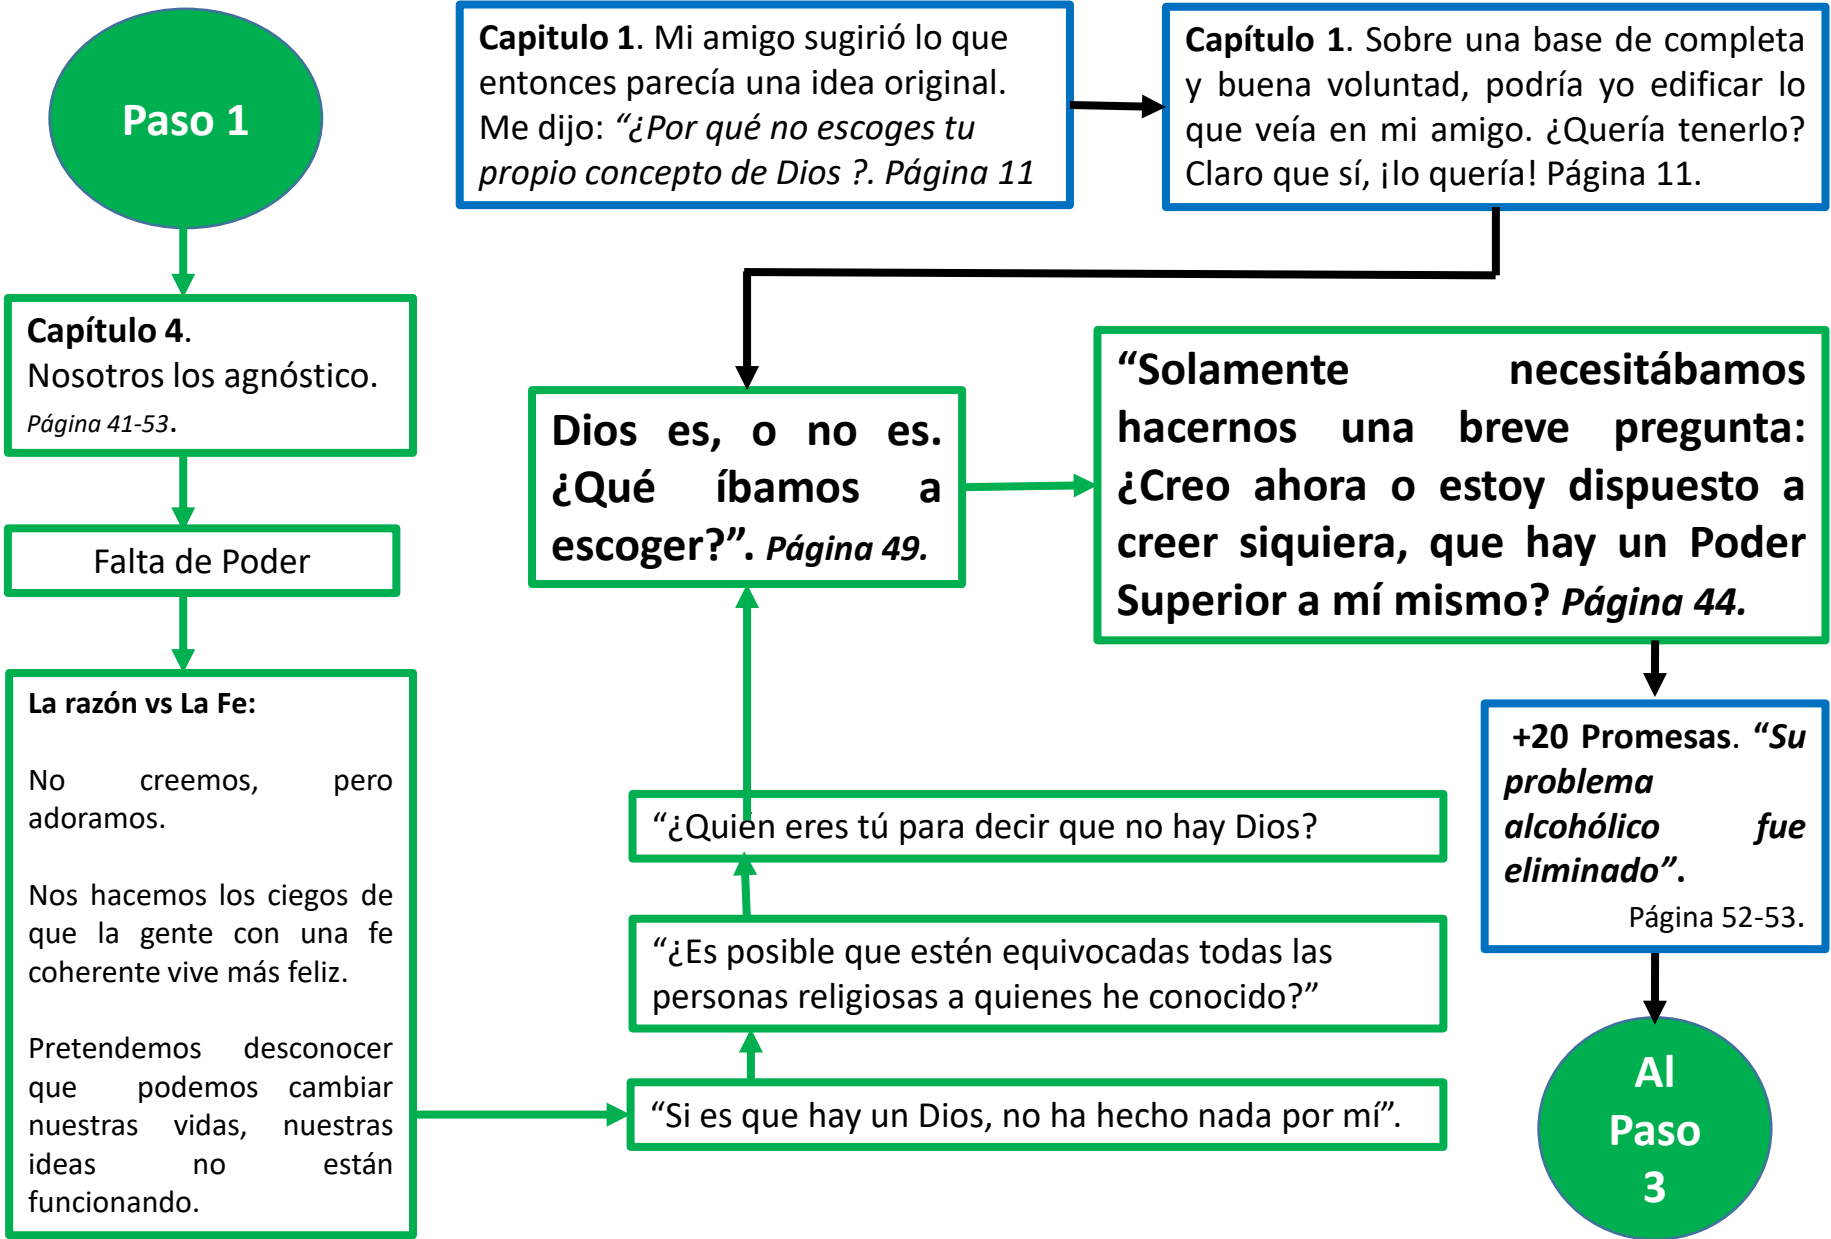 Paso 1
Capítulo 4.
Nosotros los agnóstico.
Página 41-53.
Falta de Poder
La razón vs La Fe:
No creemos, pero
adoramos.
Nos hacemos los ciegos de
que la gente con una fe
coherente vive más feliz.
Pretendemos desconocer
que podemos cambiar
nuestras vidas, nuestras
ideas no están
funcionando.
“Si es que hay un Dios, no ha hecho nada por mí”.
“¿Es posible que estén equivocadas todas las
personas religiosas a quienes he conocido?”
“¿Quién eres tú para decir que no hay Dios?
Capitulo 1. Mi amigo sugirió lo que
entonces parecía una idea original.
Me dijo: “¿Por qué no escoges tu
propio concepto de Dios ?. Página 11
Capítulo 1. Sobre una base de completa
y buena voluntad, podría yo edificar lo
que veía en mi amigo. ¿Quería tenerlo?
Claro que sí, ¡lo quería! Página 11.
Dios es, o no es.
¿Qué íbamos a
escoger?”. Página 49.
“Solamente necesitábamos
hacernos una breve pregunta:
¿Creo ahora o estoy dispuesto a
creer siquiera, que hay un Poder
Superior a mí mismo? Página 44.
+20 Promesas. “Su
problema
alcohólico fue
eliminado”.
Página 52-53.
Al
Paso
3